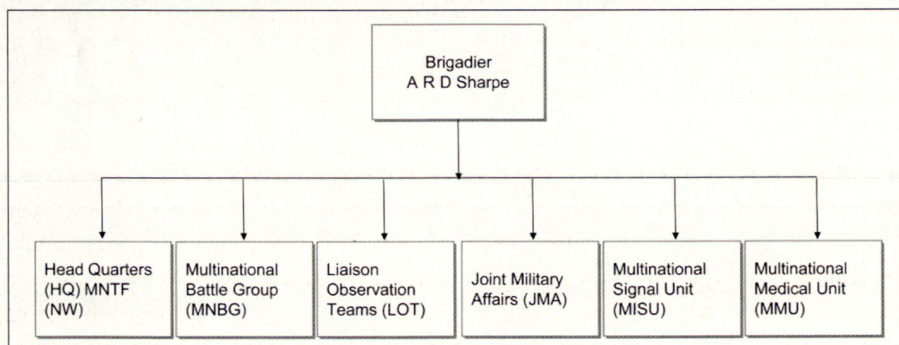 Brigadier
A R D Sharpe
Head Quarters
(HQ) MNTF
(NW)
Multinational
Battle Group
(MNBG)
Liaison
Observation
Teams (LOT)
Joint Military
Affairs (JMA)
Multinational
Signal Unit
(MISU)
Multinational
Medical Unit
(MMU)